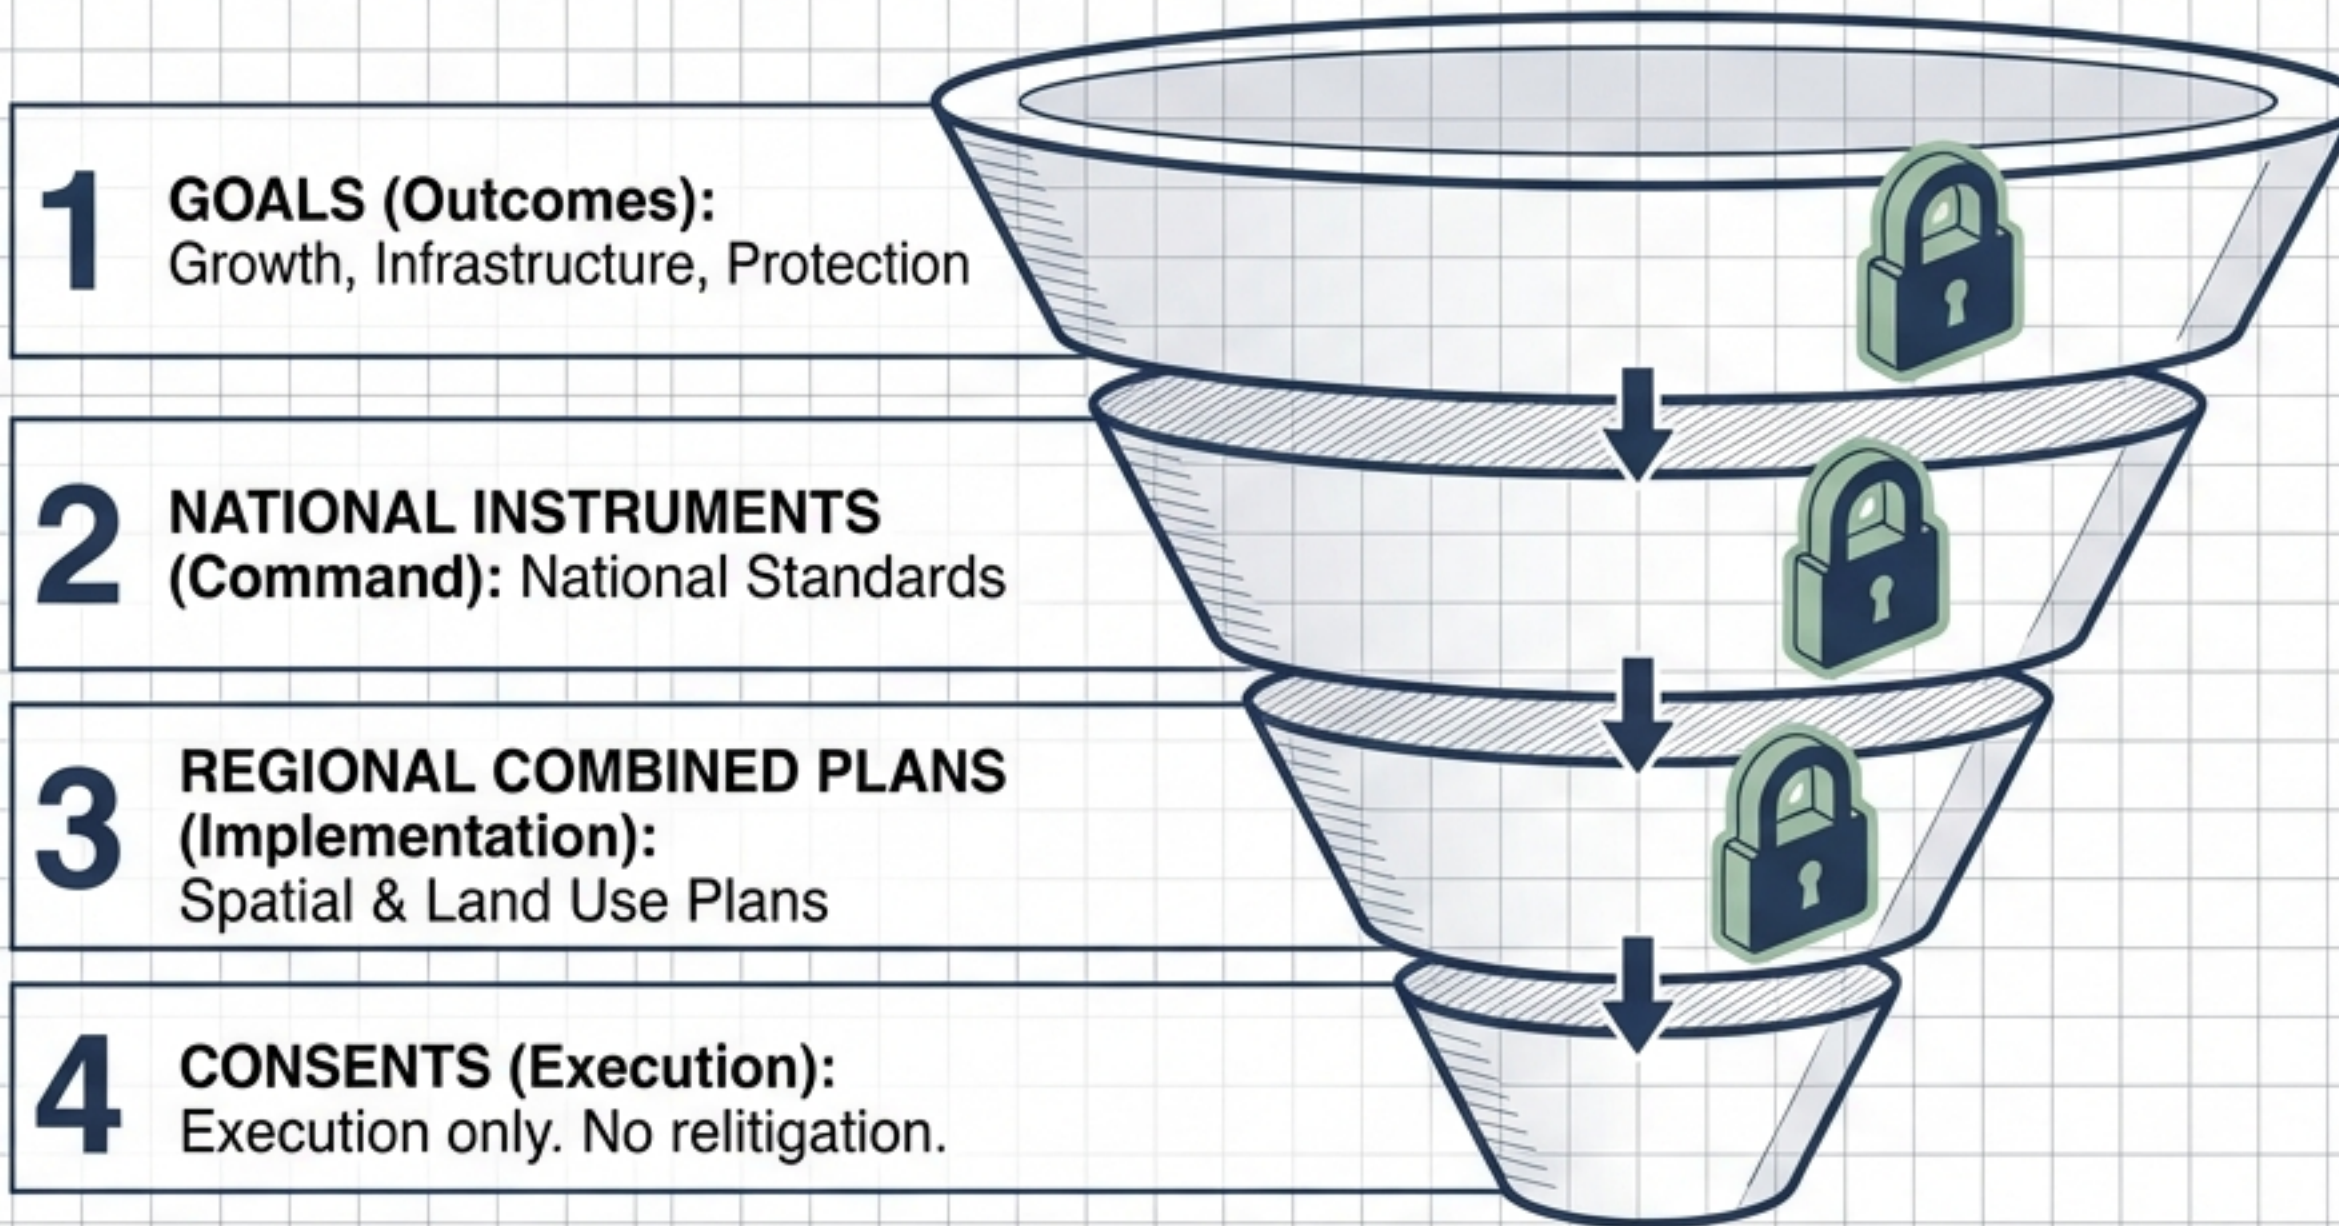 1
GOALS (Outcomes):
Growth, Infrastructure, Protection
2
NATIONAL INSTRUMENTS
(Command): National Standards
3
REGIONAL COMBINED PLANS
(Implementation):
Spatial & Land Use Plans
4
CONSENTS (Execution):
Execution only. No relitigation.